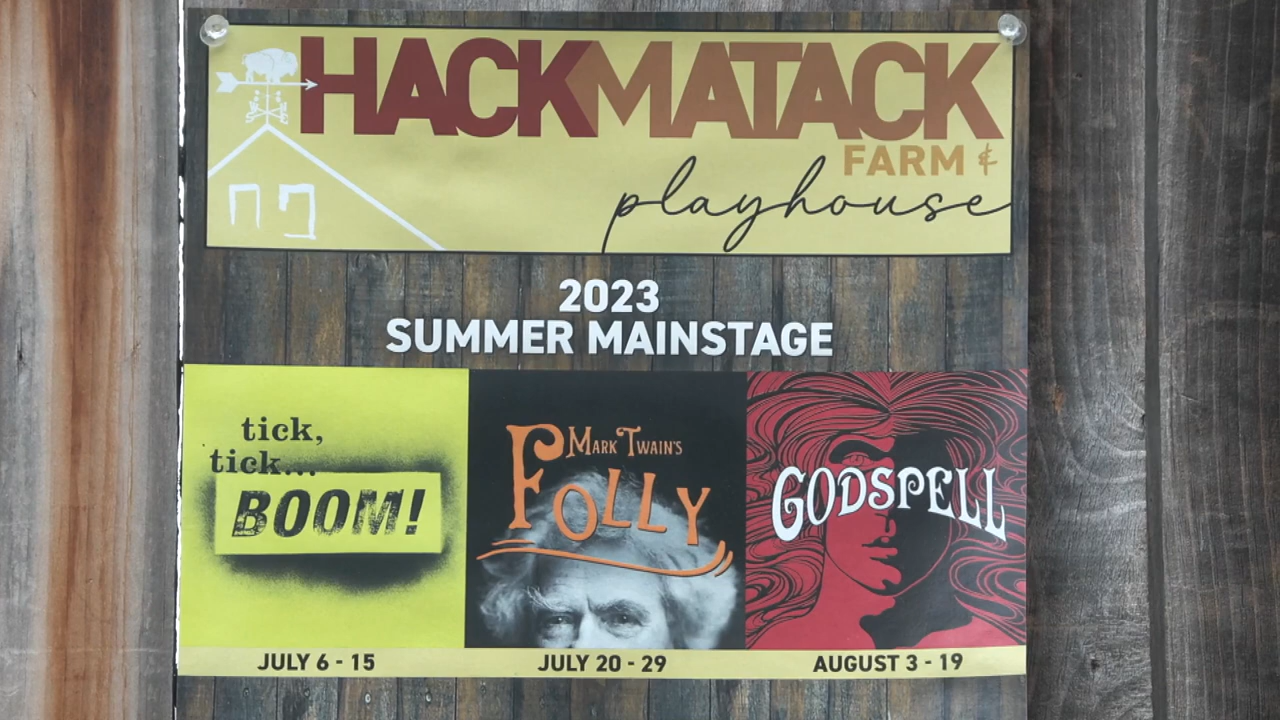 HACKMATACK
FARM &
playhouse
2023
SUMMER MAINSTAGE
tick,
tick...
BOOM!
MARK TWAIN'S
FOLLY
GODSPELL
JULY 6 - 15
JULY 20 - 29
AUGUST 3 - 19